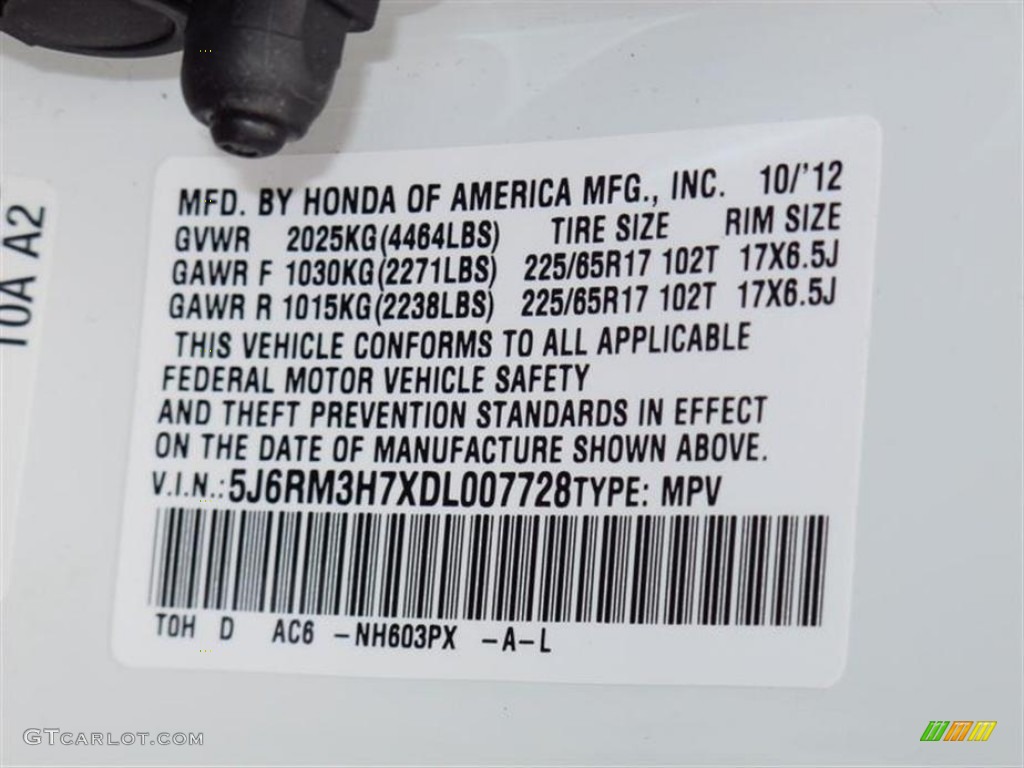 MFD. BY HONDA OF AMERICA MFG., INC. 10/'12
GVWR 2025KG(4464LBS) TIRE SIZE RIM SIZE
GAWR F 1030KG(2271LBS) 225/65R17 102T 17X6.5J
GAWR R 1015KG(2238LBS) 225/65R17 102T 17X6.5J
THIS VEHICLE CONFORMS TO ALL APPLICABLE
FEDERAL MOTOR VEHICLE SAFETY
AND THEFT PREVENTION STANDARDS IN EFFECT
ON THE DATE OF MANUFACTURE SHOWN ABOVE.
V.I.N.: 5J6RM3H7XDL007728 TYPE: MPV
TOH D AC6 -NH603PX -A-L
10A A2
GTCARLOT.COM